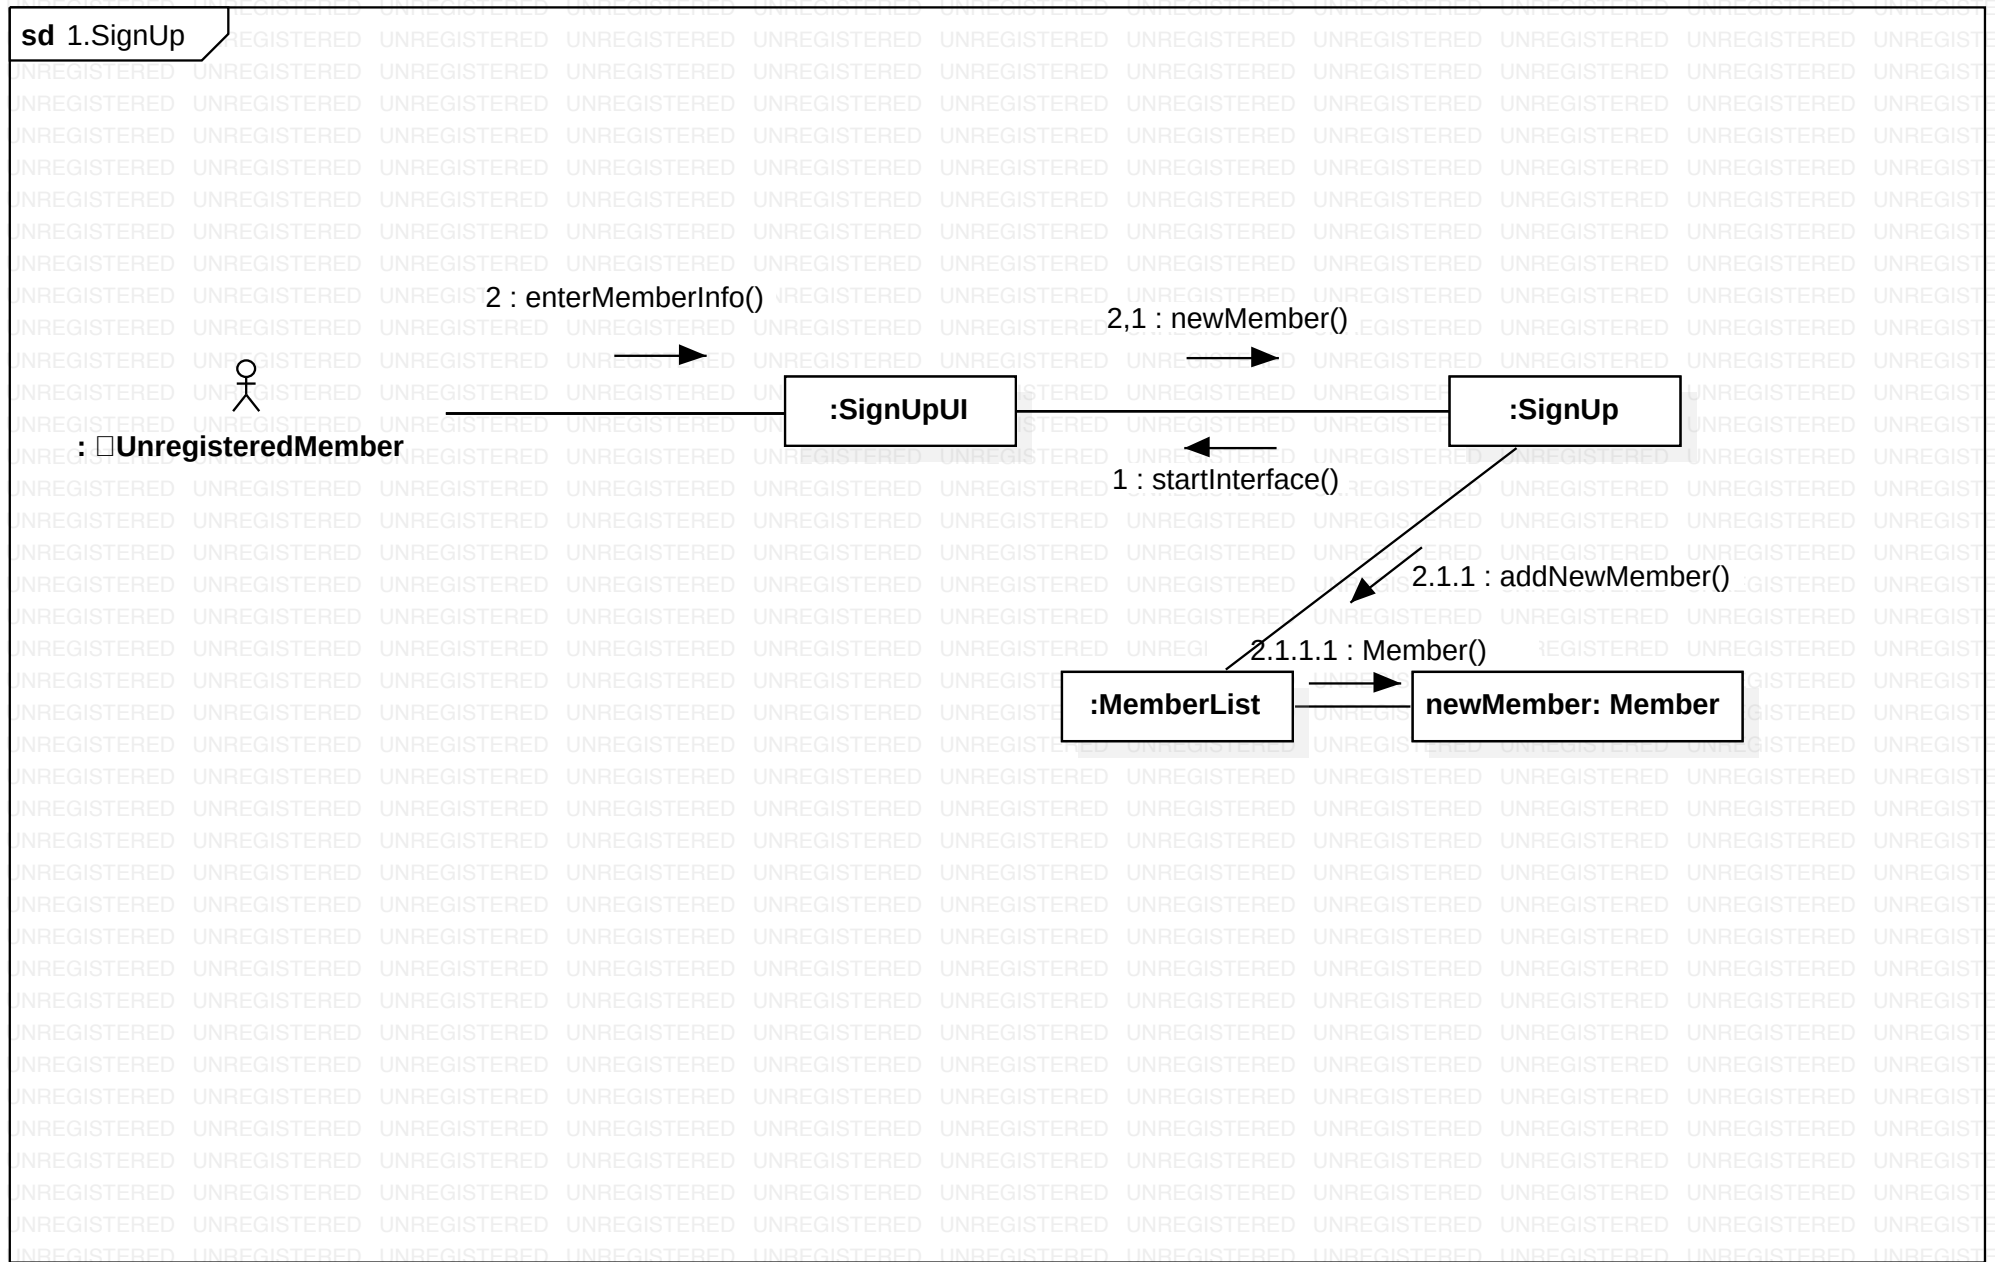 sd 1.SignUp
2 : enterMemberInfo()
2,1 : newMember()
: □UnregisteredMember
:SignUpUI
:SignUp
1 : startInterface()
2.1.1 : addNewMember()
2.1.1.1 : Member()
:MemberList
newMember: Member
UNREGISTERED